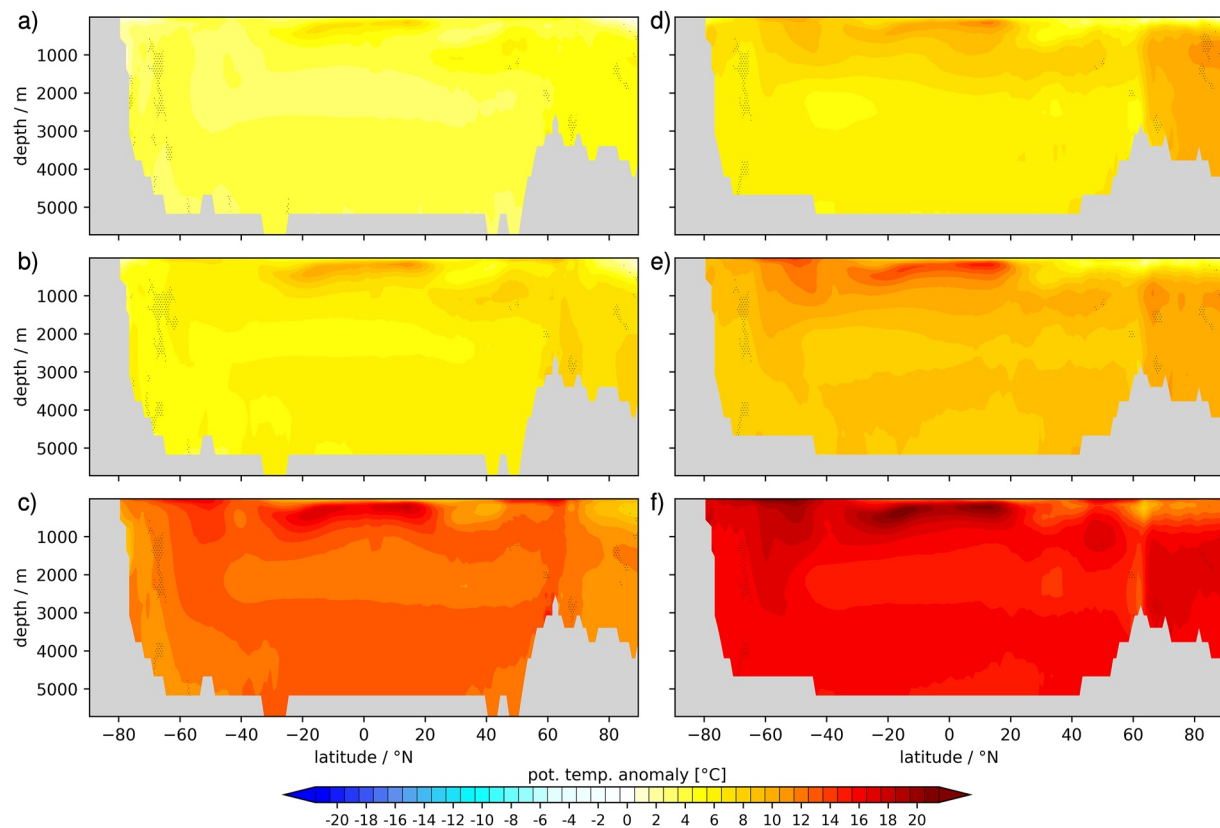 a)
d)
1000
2000
3000
4000
5000
depth / m
b)
e)
1000
2000
3000
4000
5000
depth / m
c)
f)
1000
2000
3000
4000
5000
depth / m
−80 −60 −40 −20 0 20 40 60 80
−80 −60 −40 −20 0 20 40 60 80
latitude / °N
latitude / °N
pot. temp. anomaly [°C]
-20 -18 -16 -14 -12 -10 -8 -6 -4 -2 0 2 4 6 8 10 12 14 16 18 20